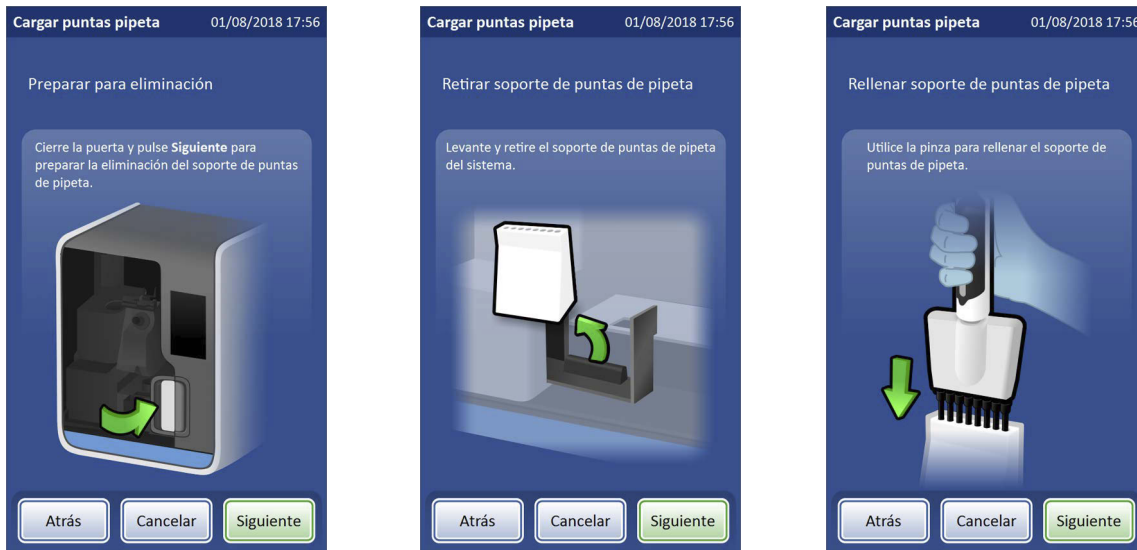 Cargar puntas pipeta 01/08/2018 17:56
Preparar para eliminación
Cierre la puerta y pulse Siguiente para
preparar la eliminación del soporte de puntas
de pipeta.
Atrás Cancelar Siguiente
Cargar puntas pipeta 01/08/2018 17:56
Retirar soporte de puntas de pipeta
Levante y retire el soporte de puntas de pipeta
del sistema.
Atrás Cancelar Siguiente
Cargar puntas pipeta 01/08/2018 17:56
Rellenar soporte de puntas de pipeta
Utilice la pinza para rellenar el soporte de
puntas de pipeta.
Atrás Cancelar Siguiente